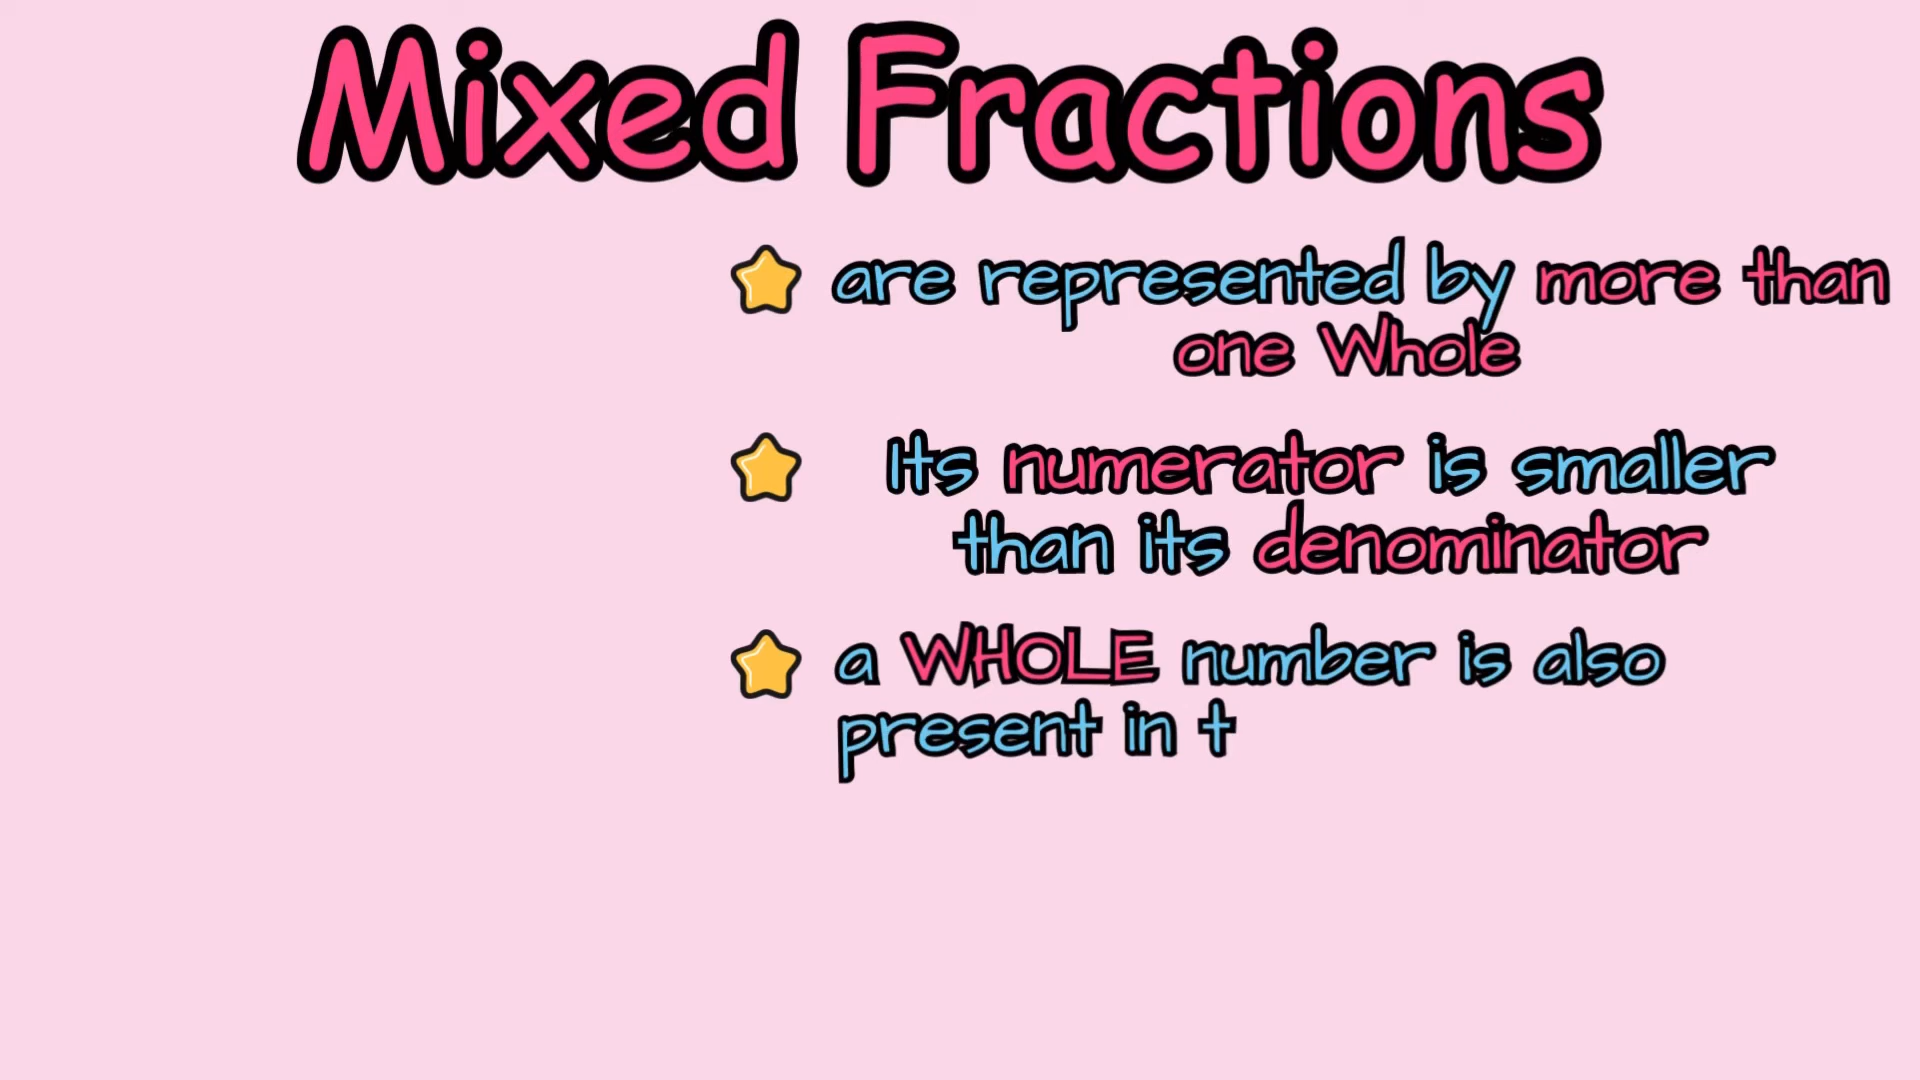 Mixed Fractions
are represented by more than
one Whole
Its numerator is smaller
than its denominator
a WHOLE number is also
present in t